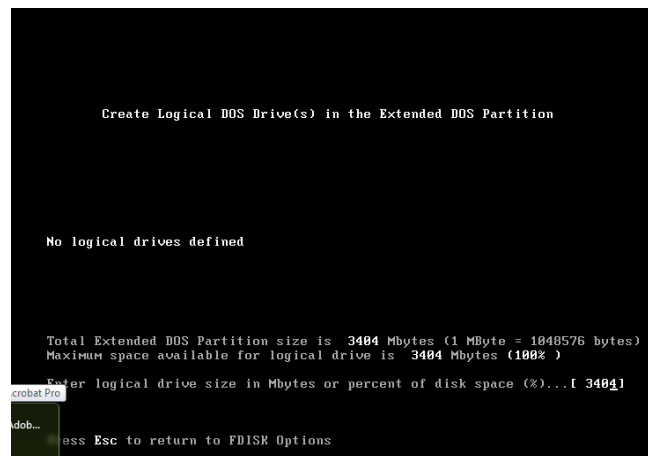 Create Logical DOS Drive(s) in the Extended DOS Partition
No logical drives defined
Total Extended DOS Partition size is 3404 Mbytes (1 MByte = 1048576 bytes)
Maximum space available for logical drive is 3404 Mbytes (100% )
Enter logical drive size in Mbytes or percent of disk space (%)...[ 3404]
crobat Pro
Adob...
ress Esc to return to FDISK Options